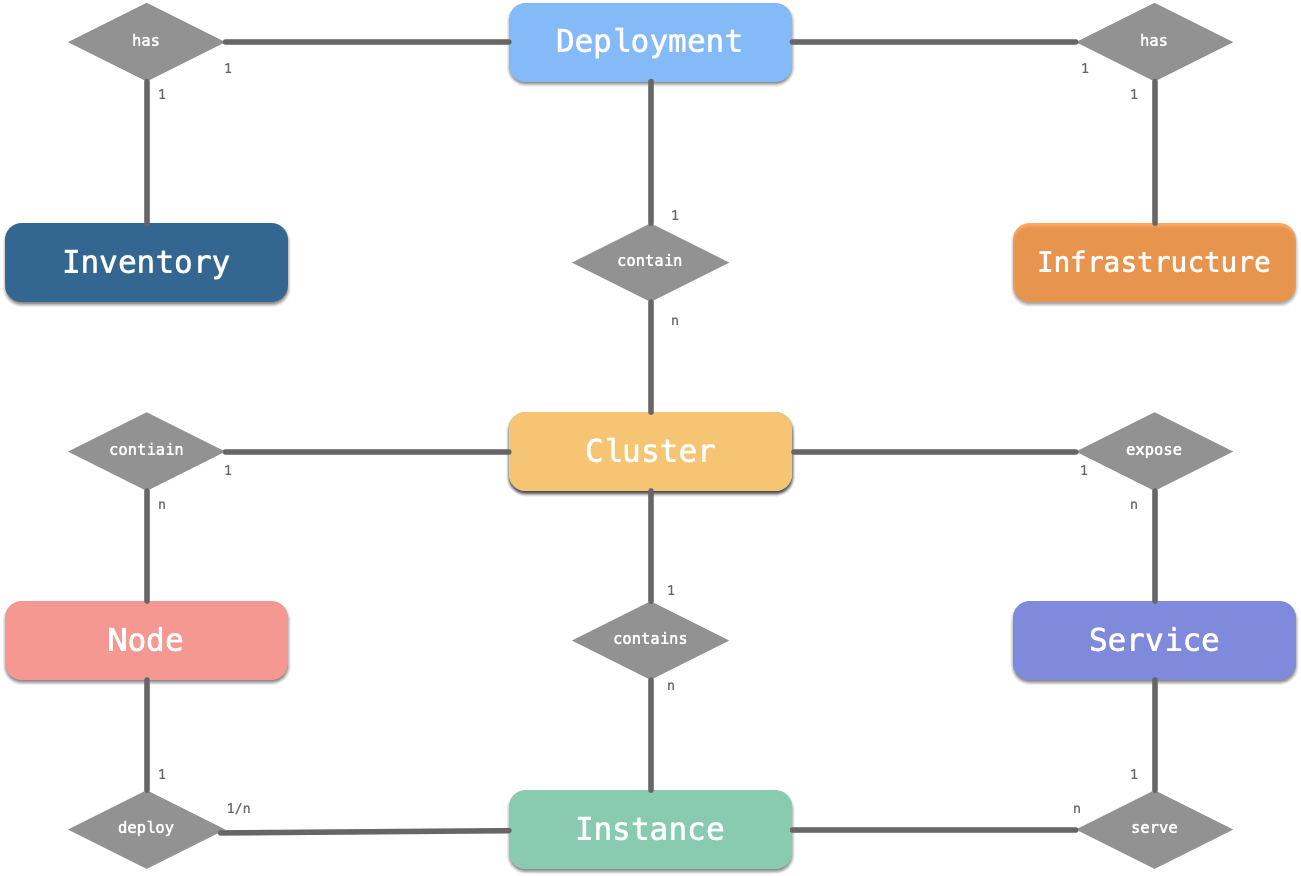 has
Deployment
has
1
1
1
1
1
Inventory
contain
Infrastructure
n
contiain
Cluster
expose
1
1
n
n
1
Node
contains
Service
n
1
1
1/n
n
deploy
Instance
serve